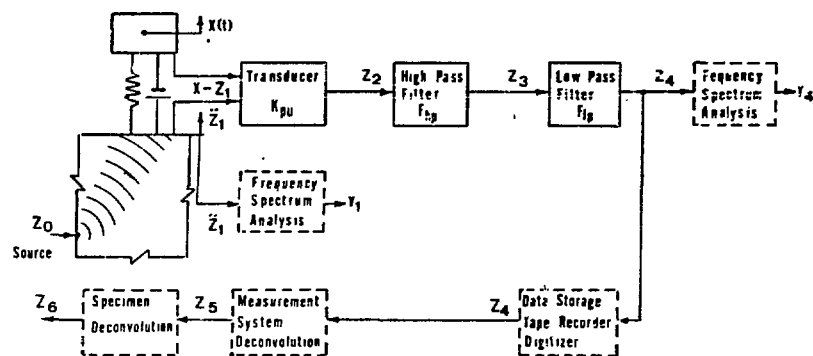 X(t)
X-Z1
Z̈1
Transducer
Kpu
Z2
High Pass
Filter
Fhp
Z3
Low Pass
Filter
Flp
Z4
Fequency
Spectrum
Analysis
Y4
Z0
Source
Z̈1
Frequency
Spectrum
Analysis
Y1
Z6
Specimen
Deconvolution
Z5
Measurement
System
Deconvolution
Z4
Data Storage
Tape Recorder
Digitizer